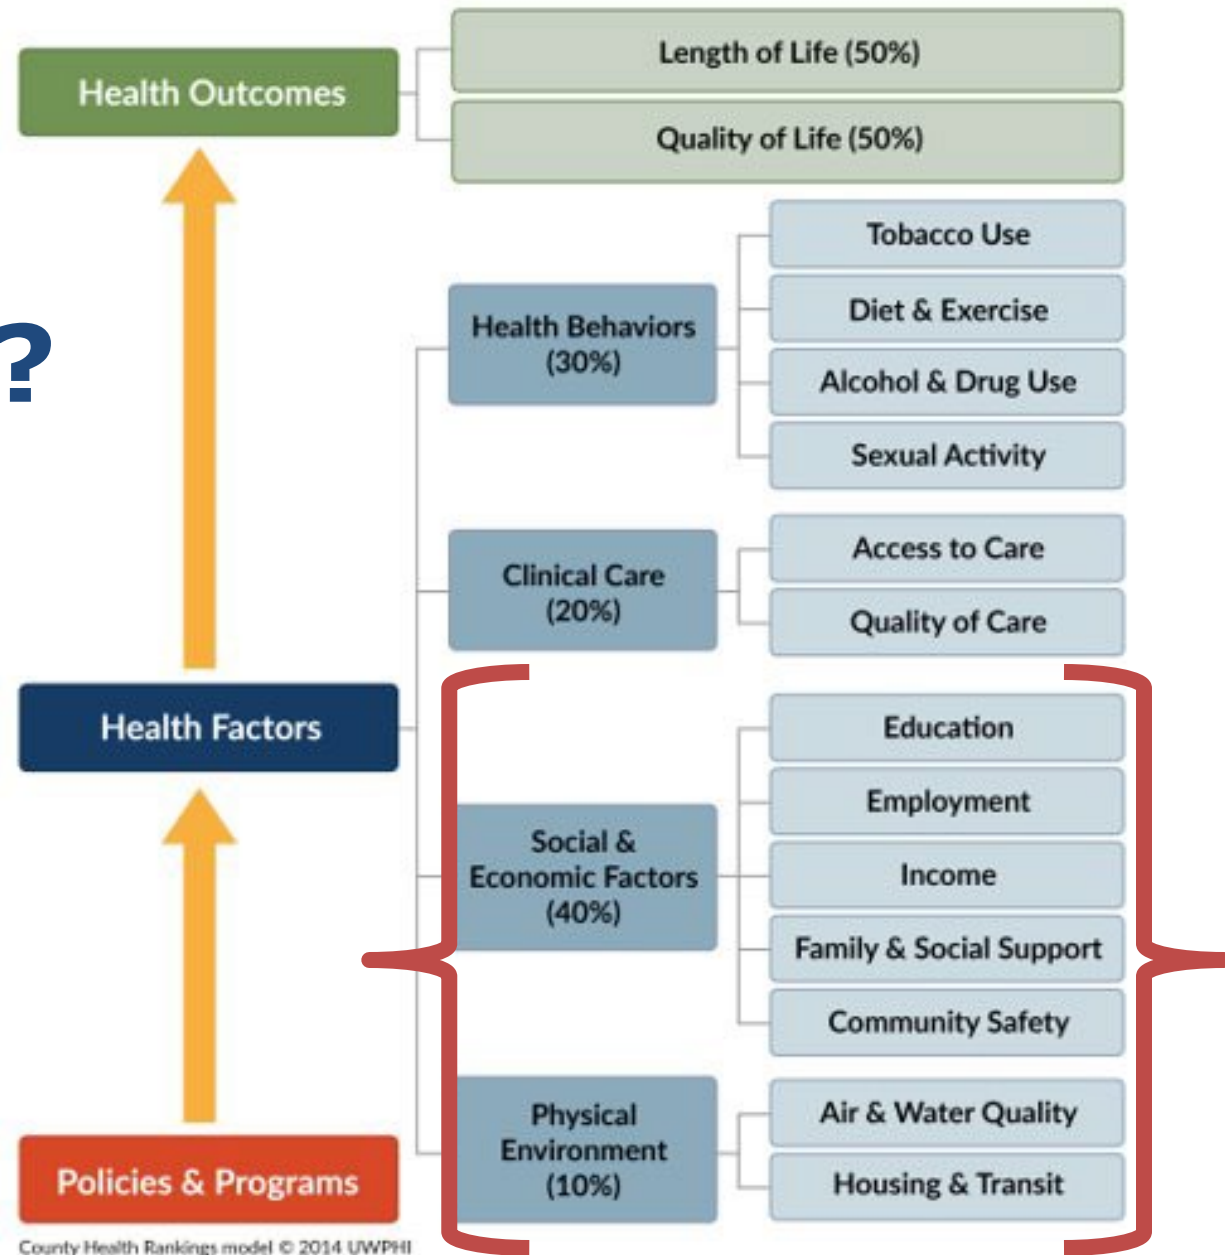 Health Outcomes
Length of Life (50%)
Quality of Life (50%)
?
Health Factors
Health Behaviors
(30%)
Tobacco Use
Diet & Exercise
Alcohol & Drug Use
Sexual Activity
Clinical Care
(20%)
Access to Care
Quality of Care
Social &
Economic Factors
(40%)
Education
Employment
Income
Family & Social Support
Community Safety
Physical
Environment
(10%)
Air & Water Quality
Housing & Transit
Policies & Programs
County Health Rankings model © 2014 UWPHI